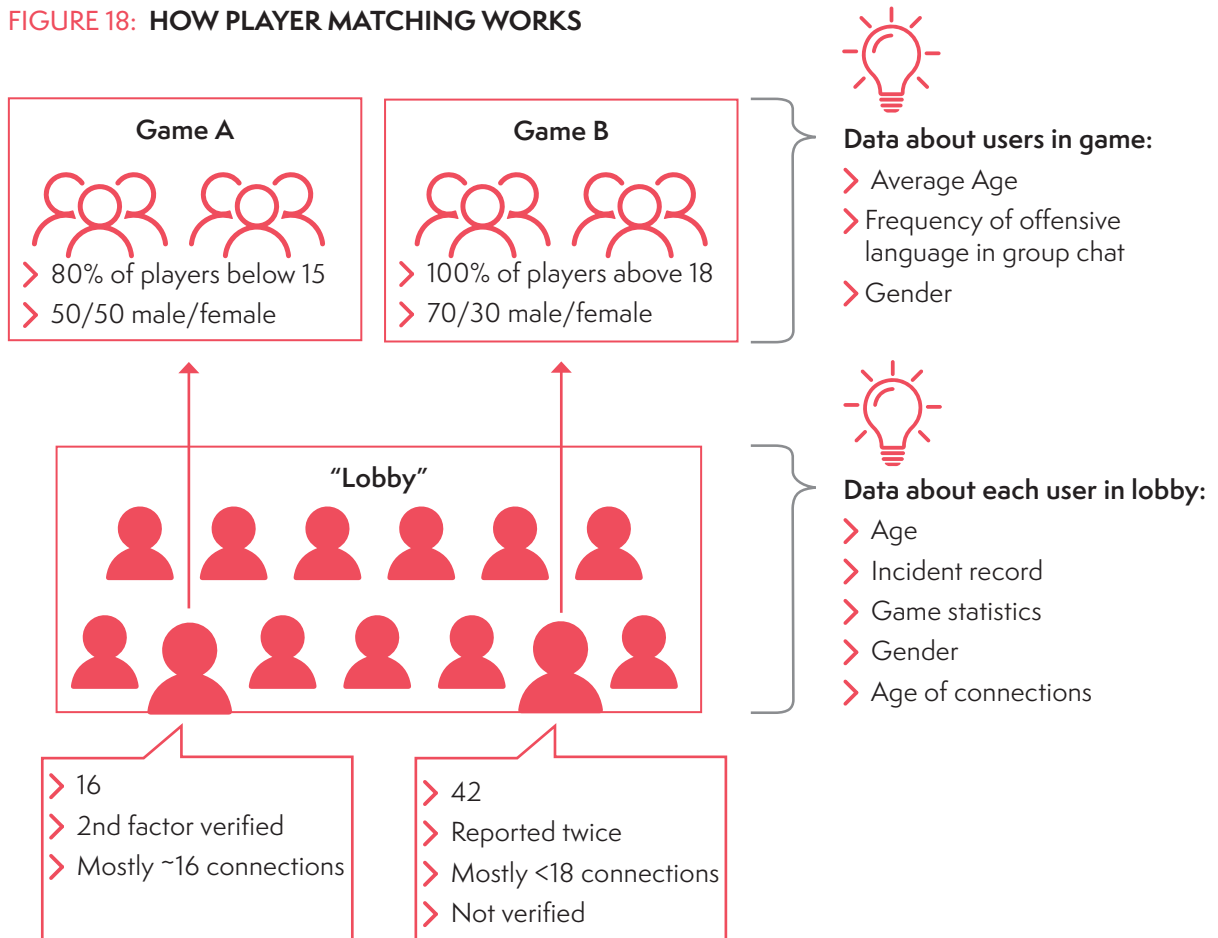 FIGURE 18: HOW PLAYER MATCHING WORKS
Game A
80% of players below 15
50/50 male/female
Game B
100% of players above 18
70/30 male/female
Data about users in game:
Average Age
Frequency of offensive
language in group chat
Gender
"Lobby"
Data about each user in lobby:
Age
Incident record
Game statistics
Gender
Age of connections
16
2nd factor verified
Mostly ~16 connections
42
Reported twice
Mostly <18 connections
Not verified